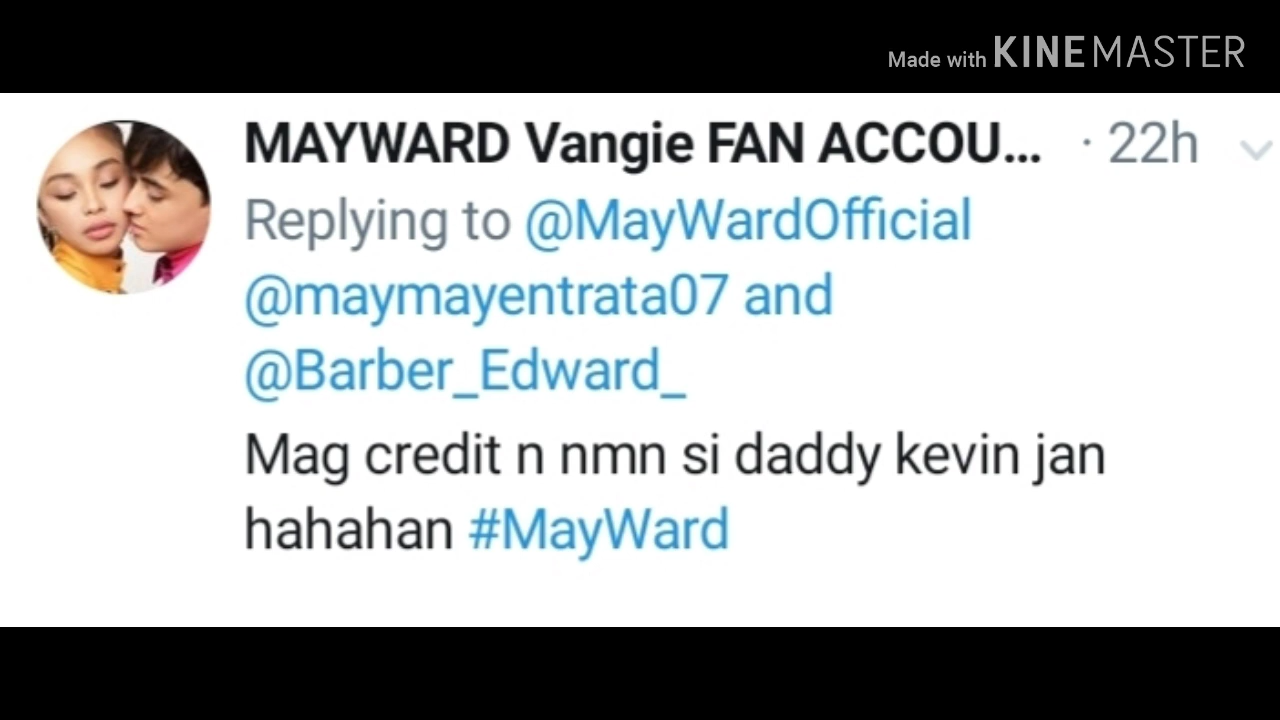 Made with KINEMASTER
MAYWARD Vangie FAN ACCOU... · 22h
Replying to @MayWardOfficial
@maymayentrata07 and
@Barber_Edward_
Mag credit n nmn si daddy kevin jan
hahahan #MayWard